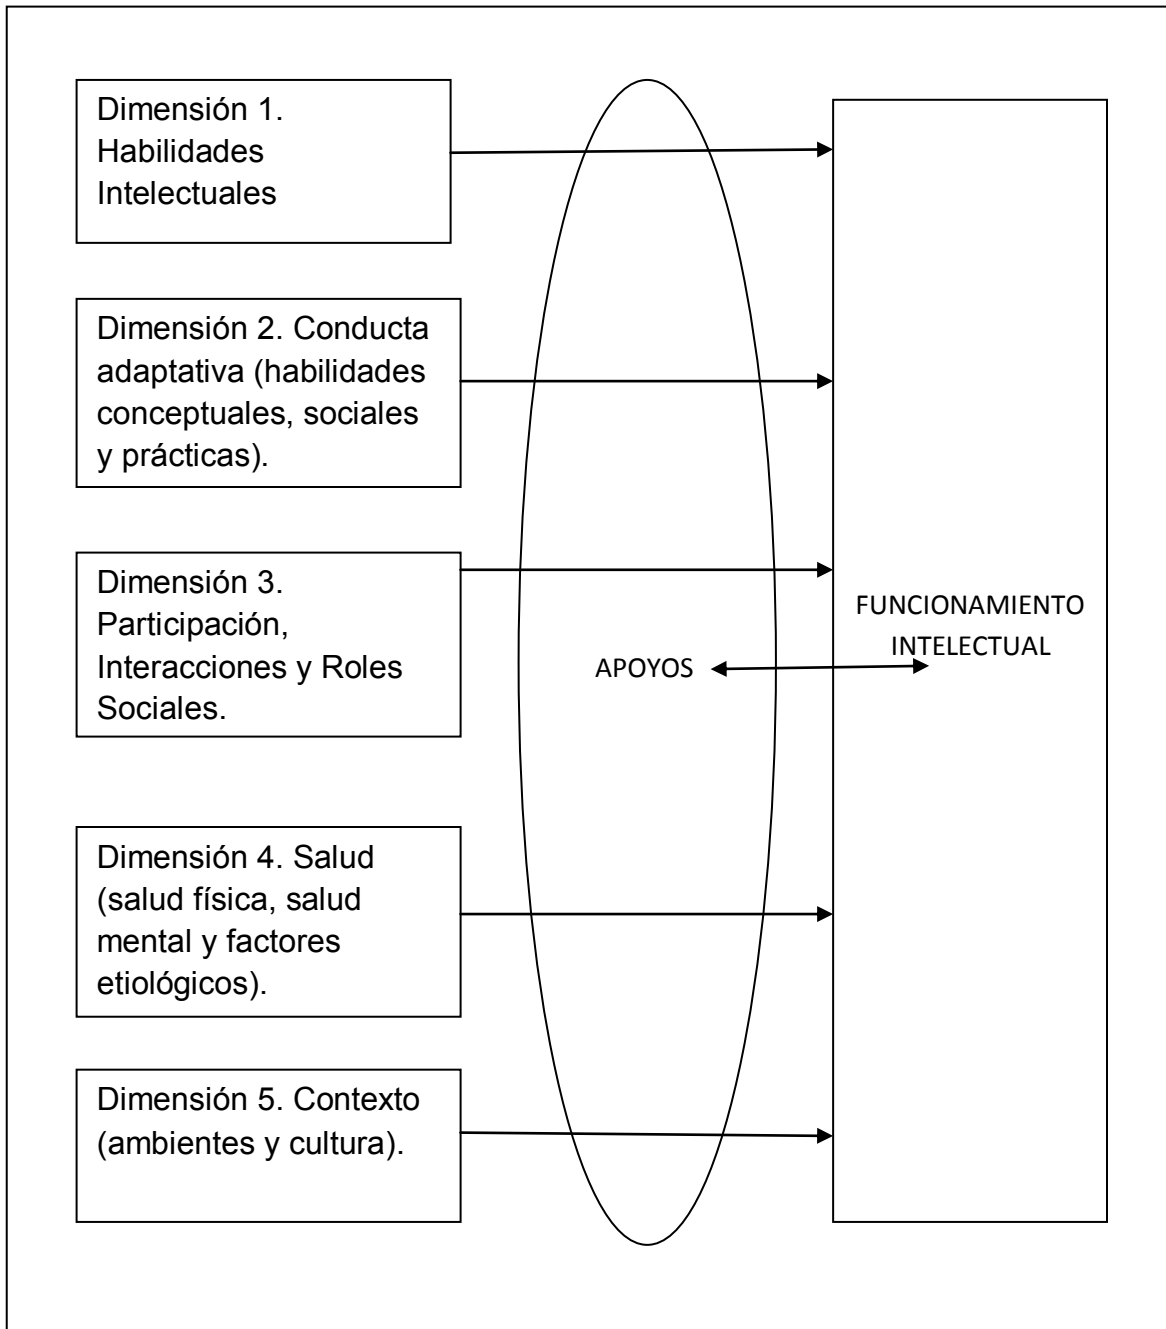 Dimensión 1.
Habilidades
Intelectuales
Dimensión 2. Conducta
adaptativa (habilidades
conceptuales, sociales
y prácticas).
Dimensión 3.
Participación,
Interacciones y Roles
Sociales.
Dimensión 4. Salud
(salud física, salud
mental y factores
etiológicos).
Dimensión 5. Contexto
(ambientes y cultura).
APOYOS
FUNCIONAMIENTO
INTELECTUAL